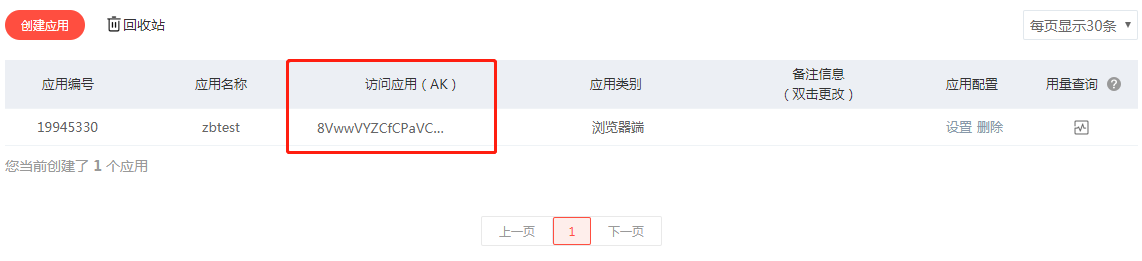 创建应用 回收站 每页显示30条
应用编号 应用名称 访问应用（AK） 应用类别 备注信息 应用配置 用量查询 ?
（双击更改）
19945330 zbtest 8VwwVYZCfCPaVC... 浏览器端 设置 删除
您当前创建了 1 个应用
上一页 1 下一页